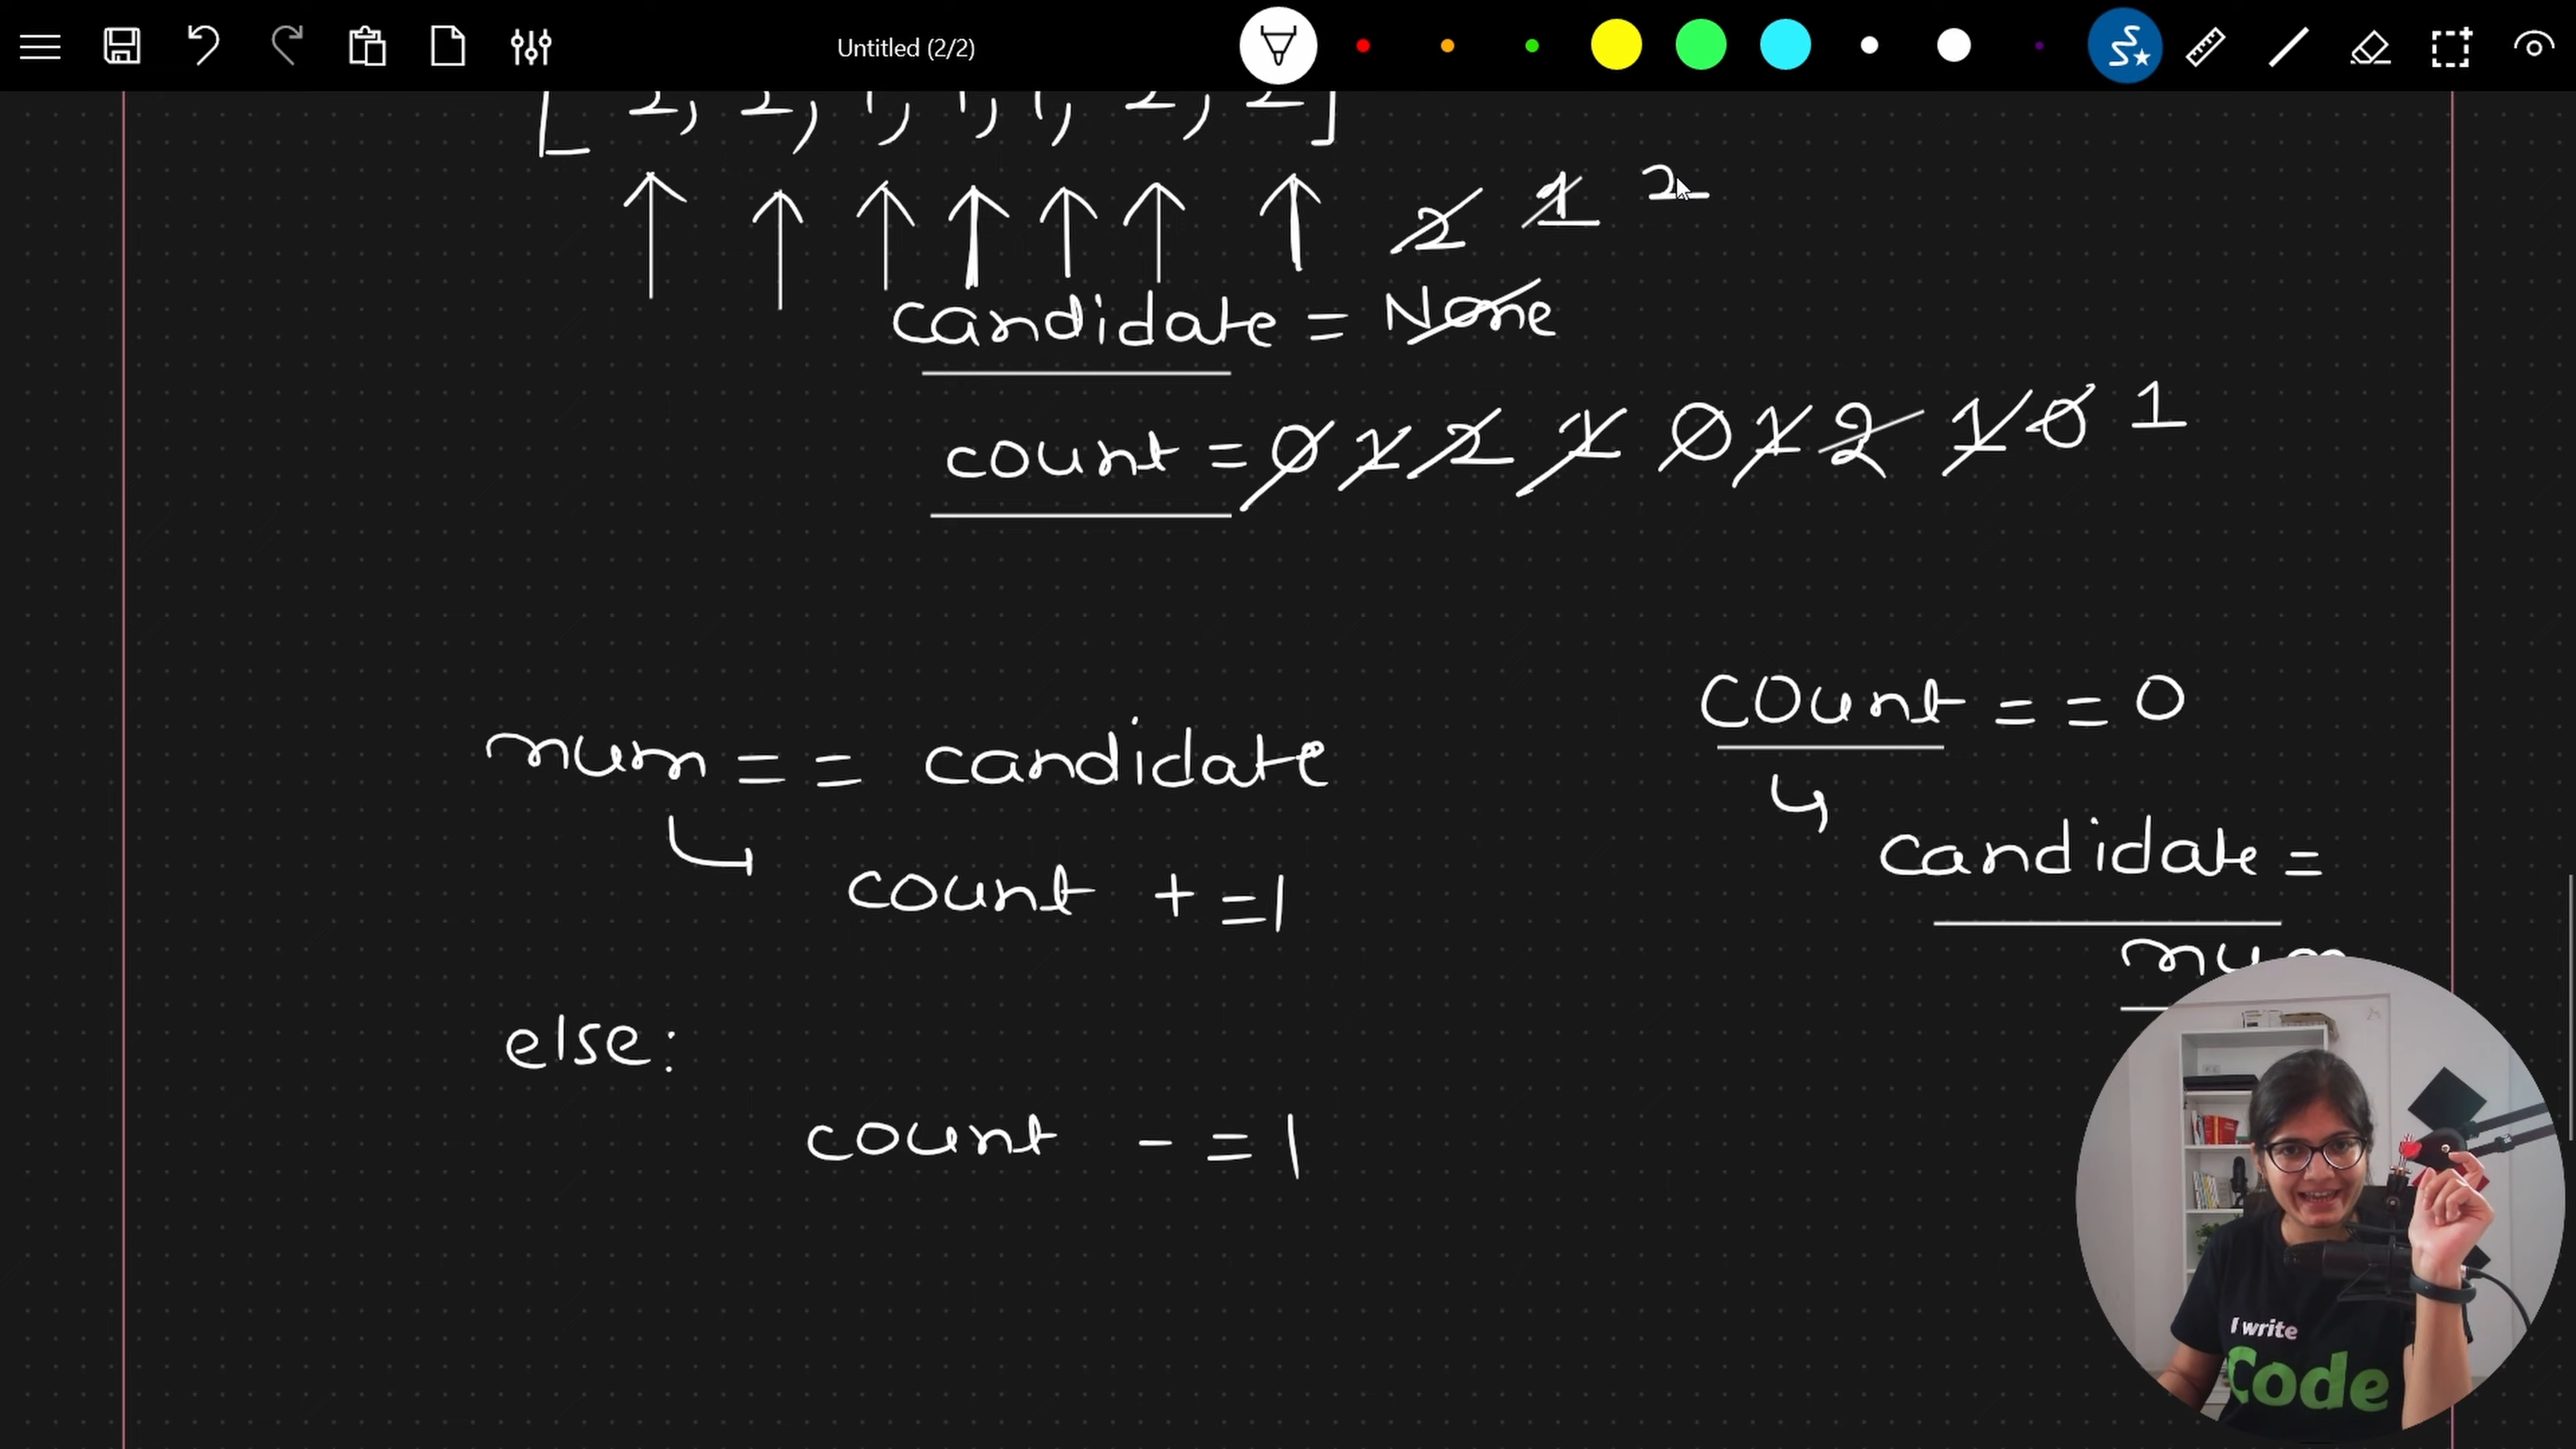 Untitled (2/2)
[ 2, 2, 1, 1, 1, 2, 2 ]
2 1 2
candidate = None
count = 0 1 2 1 0 1 2 1 0 1
count == 0
num == candidate
candidate =
count +=1
num
else:
count -=1
I write
Code